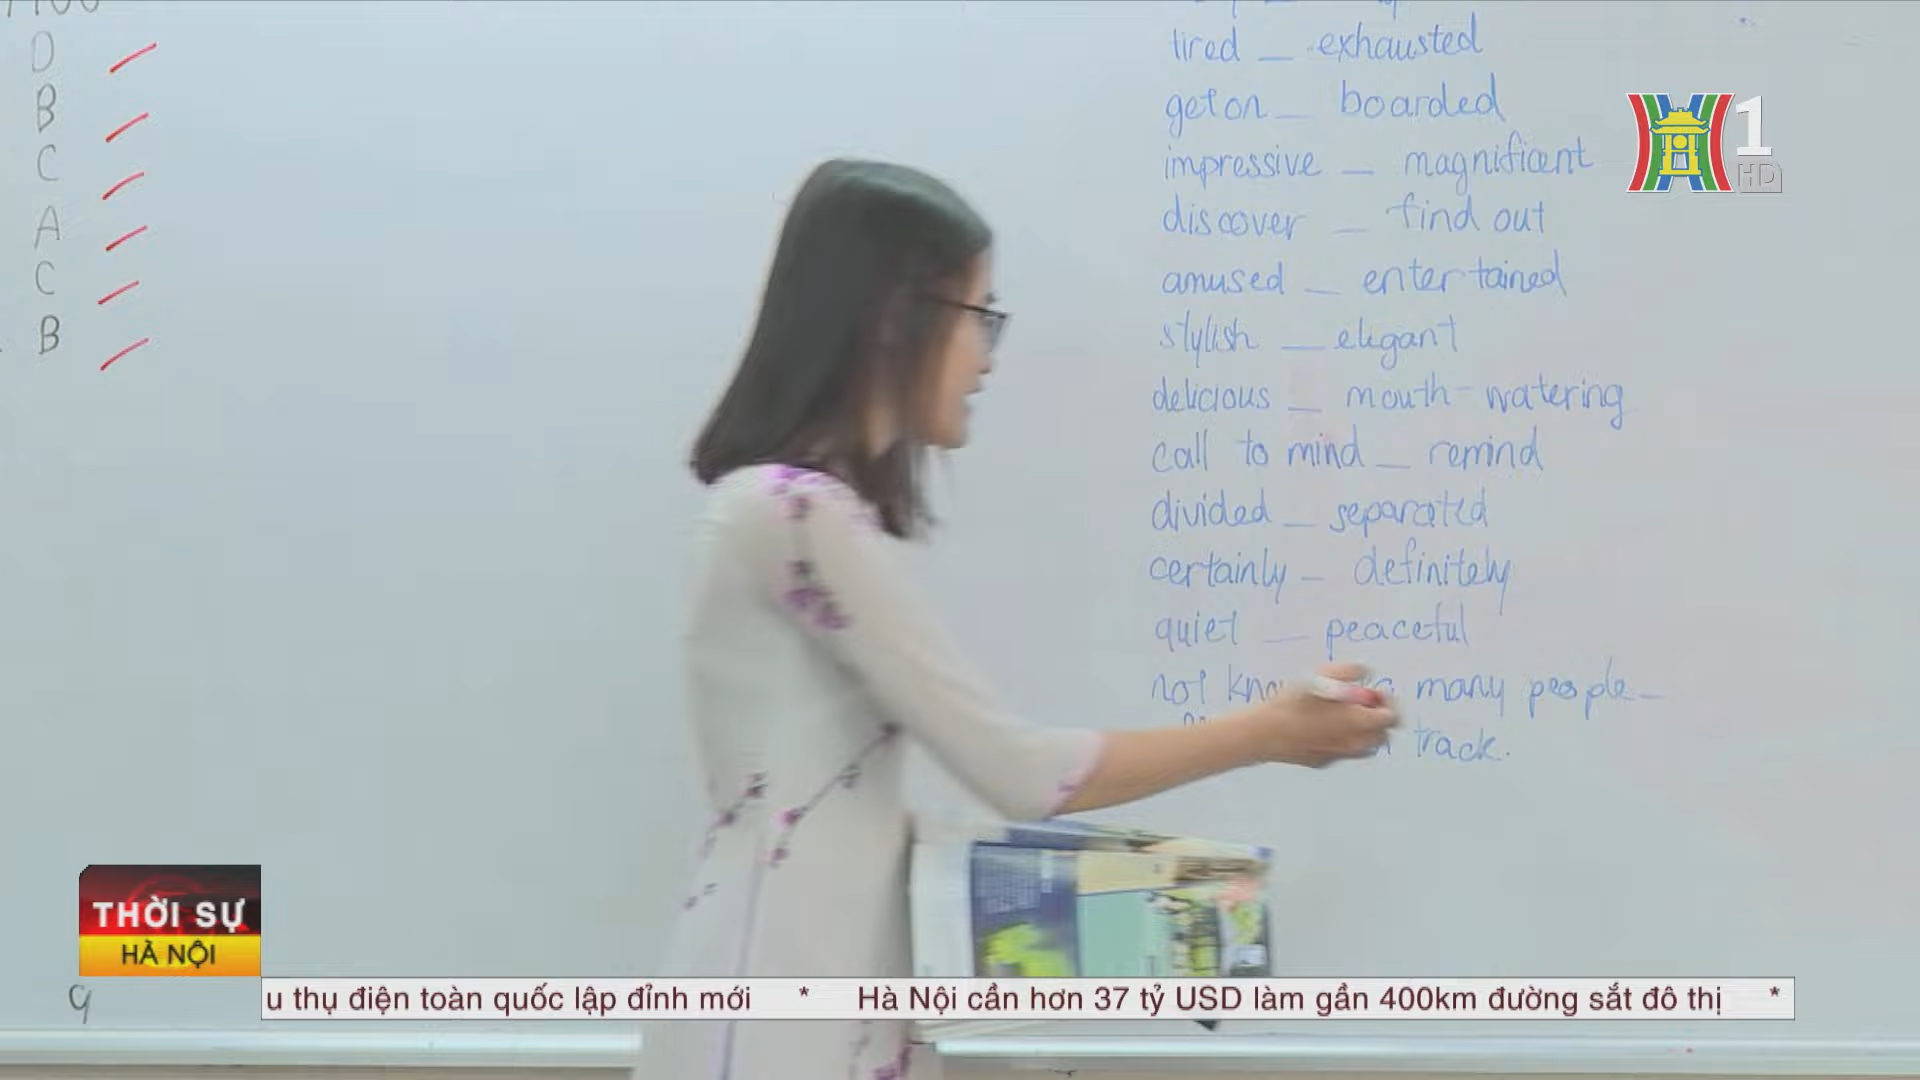 D
B
C
A
C
B
tired _ exhausted
get on _ boarded
impressive _ magnificent
discover _ find out
amused _ entertained
stylish _ elegant
delicious _ mouth-watering
call to mind _ remind
divided _ separated
certainly _ definitely
quiet _ peaceful
not many people _
track.
1
HD
THỜI SỰ
HÀ NỘI
9
u thụ điện toàn quốc lập đỉnh mới * Hà Nội cần hơn 37 tỷ USD làm gần 400km đường sắt đô thị *